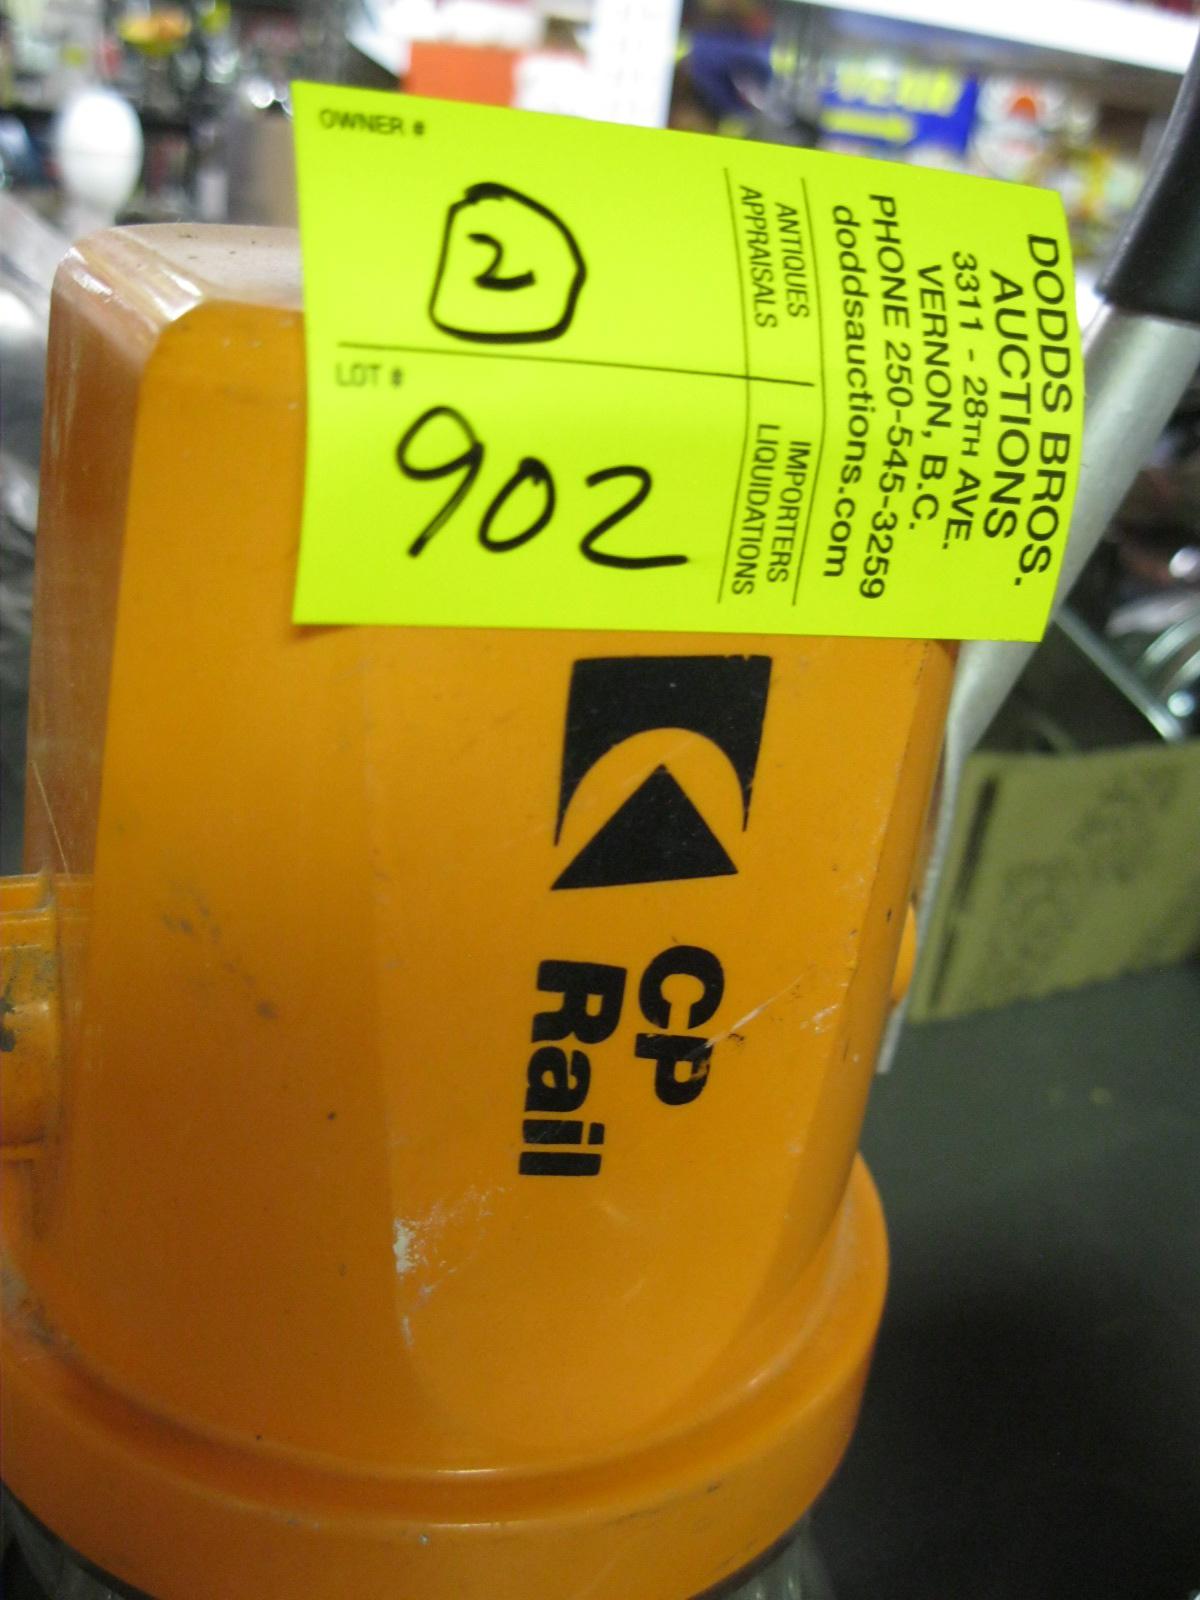 OWNER #
2
LOT #
902
ANTIQUES
APPRAISALS
IMPORTERS
LIQUIDATIONS
DODDS BROS.
AUCTIONS
3311 - 28TH AVE.
VERNON, B.C.
PHONE 250-545-3259
doddsauctions.com
CP
Rail